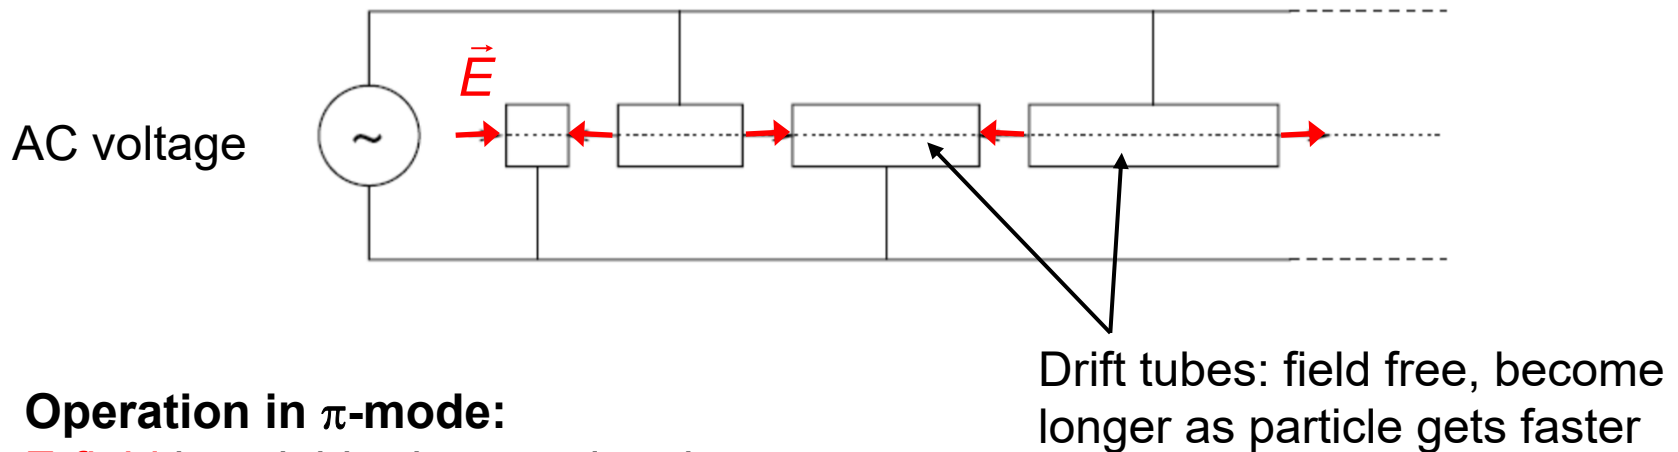 E
AC voltage
~
Drift tubes: field free, become
longer as particle gets faster
Operation in π-mode: